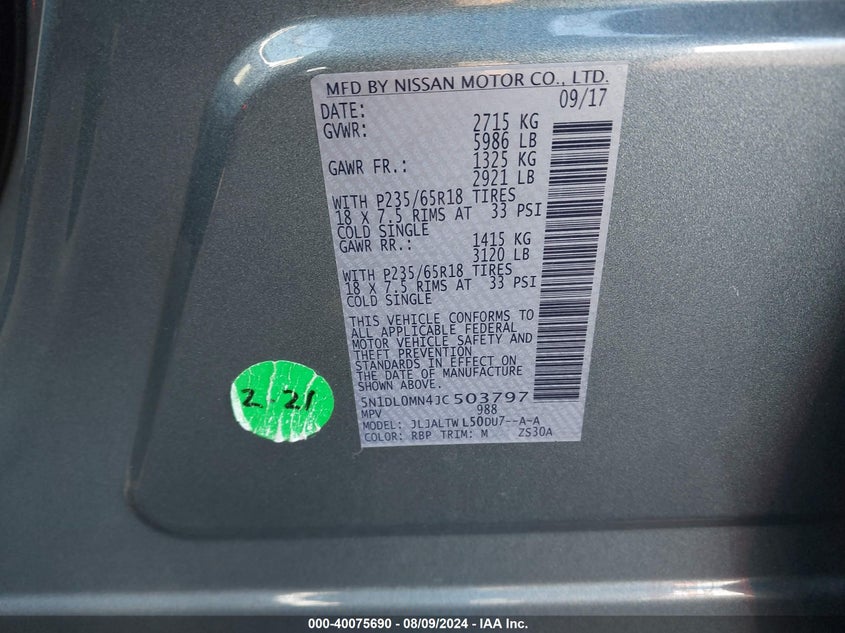 MFD BY NISSAN MOTOR CO., LTD.
DATE: 09/17
GVWR: 2715 KG
5986 LB
GAWR FR.: 1325 KG
2921 LB
WITH P235/65R18 TIRES
18 X 7.5 RIMS AT 33 PSI
COLD SINGLE
GAWR RR.: 1415 KG
3120 LB
WITH P235/65R18 TIRES
18 X 7.5 RIMS AT 33 PSI
COLD SINGLE
THIS VEHICLE CONFORMS TO
ALL APPLICABLE FEDERAL
MOTOR VEHICLE SAFETY AND
THEFT PREVENTION
STANDARDS IN EFFECT ON
THE DATE OF MANUFACTURE
SHOWN ABOVE.
5N1DL0MN4JC503797
MPV 988
MODEL: JLJALTW L50DU7--A-A
COLOR: RBP TRIM: M ZS30A
2-21
000-40075690 - 08/09/2024 - IAA Inc.